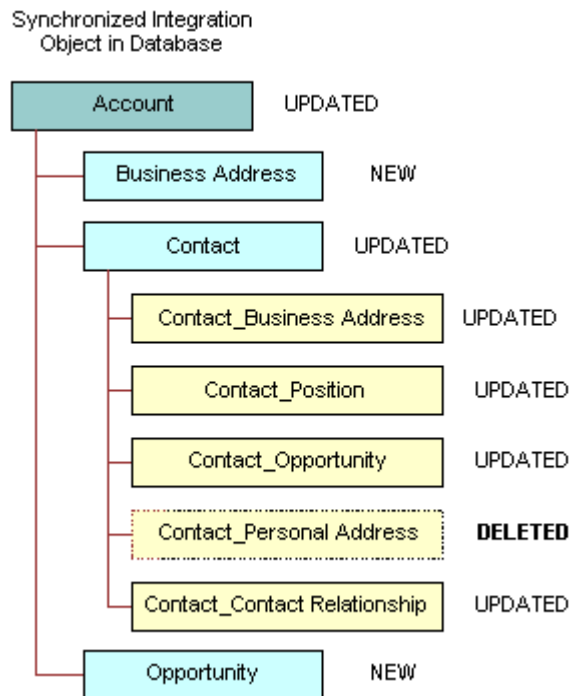 Synchronized Integration
Object in Database
Account UPDATED
Business Address NEW
Contact UPDATED
Contact_Business Address UPDATED
Contact_Position UPDATED
Contact_Opportunity UPDATED
Contact_Personal Address DELETED
Contact_Contact Relationship UPDATED
Opportunity NEW